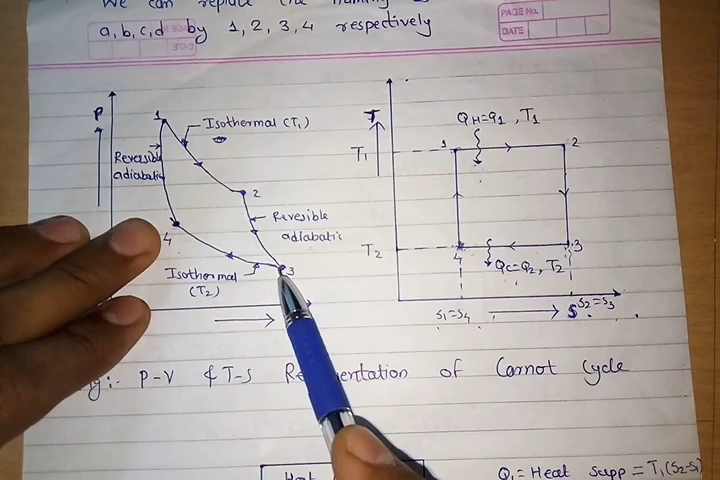 We can replace the naming
a, b, c, d by 1, 2, 3, 4 respectively
PAGE No.
DATE
P
1
Isothermal (T1)
Reversible
adiabatic
2
Revesible
adiabatic
4
3
Isothermal
(T2)
T
QH=q1 , T1
T1
1
2
T2
4
3
QC=q2, T2
S1=S4
S
S2=S3
:- P-V & T-S of Carnot Cycle
Q1 = Heat Supp = T1(S2-S1)